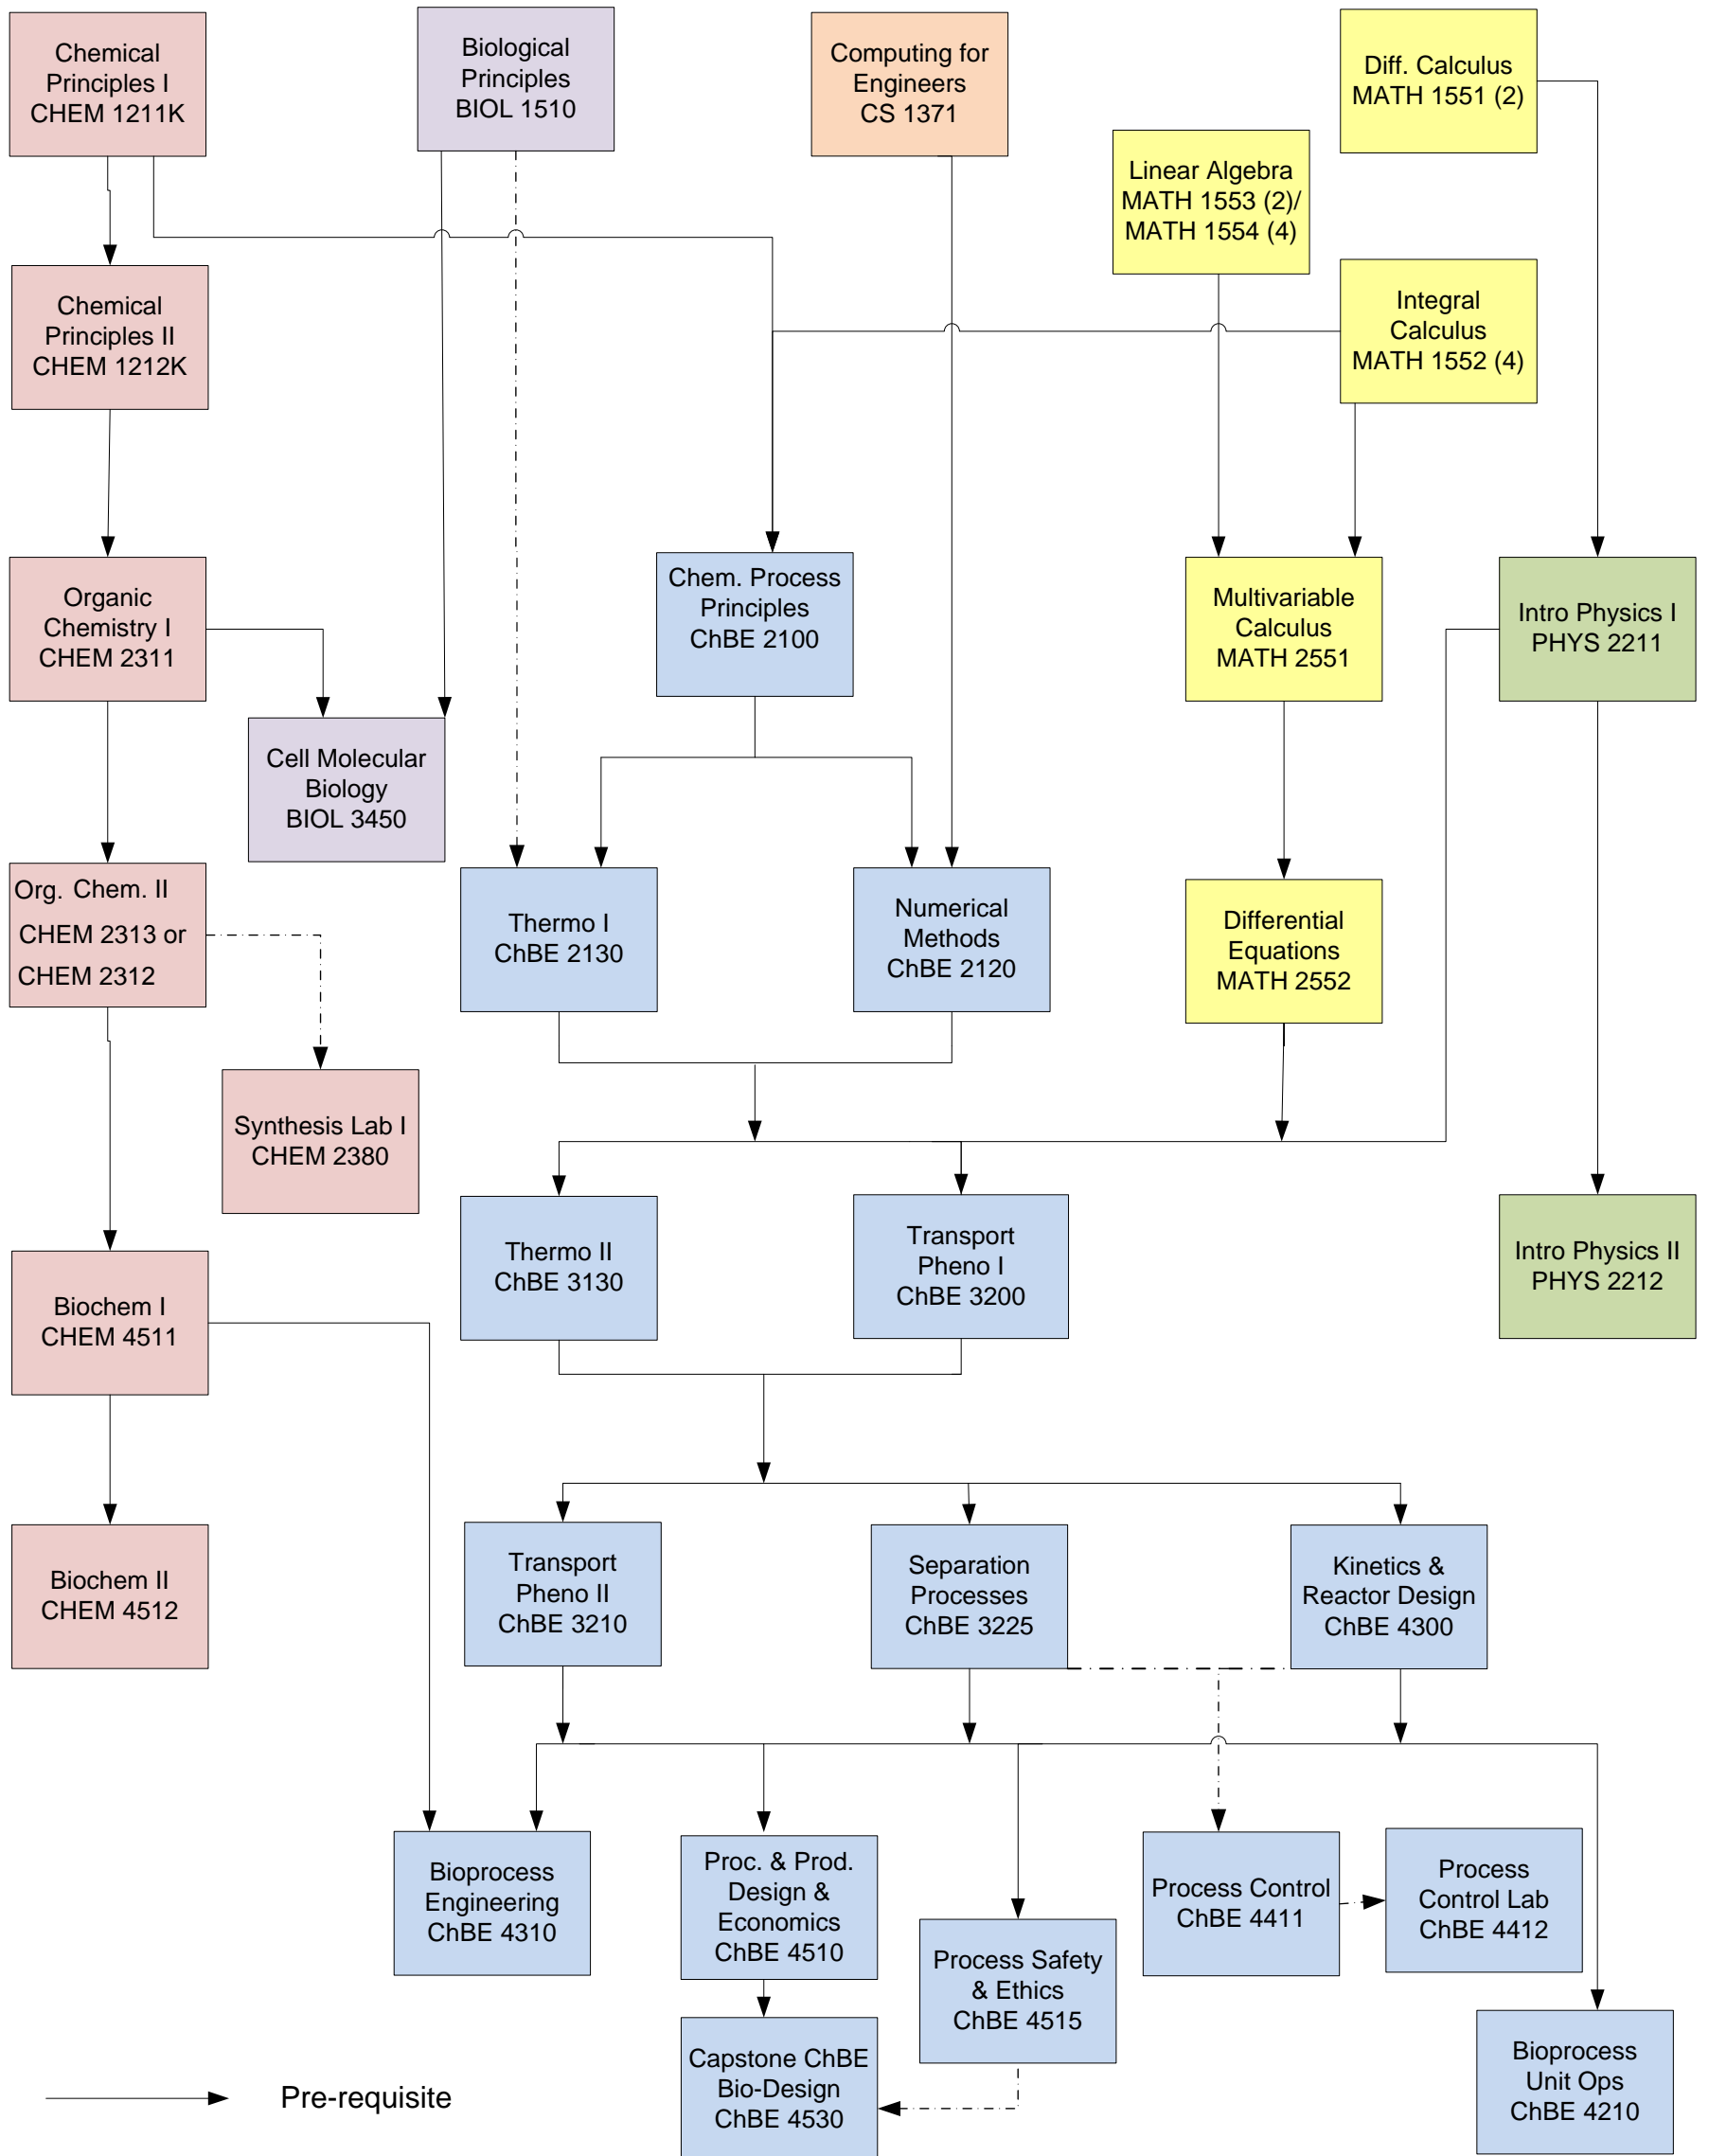 Chemical
Principles I
CHEM 1211K
Biological
Principles
BIOL 1510
Computing for
Engineers
CS 1371
Diff. Calculus
MATH 1551 (2)
Linear Algebra
MATH 1553 (2)/
MATH 1554 (4)
Chemical
Principles II
CHEM 1212K
Integral
Calculus
MATH 1552 (4)
Organic
Chemistry I
CHEM 2311
Chem. Process
Principles
ChBE 2100
Multivariable
Calculus
MATH 2551
Intro Physics I
PHYS 2211
Cell Molecular
Biology
BIOL 3450
Org. Chem. II
CHEM 2313 or
CHEM 2312
Thermo I
ChBE 2130
Numerical
Methods
ChBE 2120
Differential
Equations
MATH 2552
Synthesis Lab I
CHEM 2380
Thermo II
ChBE 3130
Transport
Pheno I
ChBE 3200
Intro Physics II
PHYS 2212
Biochem I
CHEM 4511
Biochem II
CHEM 4512
Transport
Pheno II
ChBE 3210
Separation
Processes
ChBE 3225
Kinetics &
Reactor Design
ChBE 4300
Bioprocess
Engineering
ChBE 4310
Proc. & Prod.
Design &
Economics
ChBE 4510
Process Safety
& Ethics
ChBE 4515
Process Control
ChBE 4411
Process
Control Lab
ChBE 4412
Capstone ChBE
Bio-Design
ChBE 4530
Bioprocess
Unit Ops
ChBE 4210
Pre-requisite